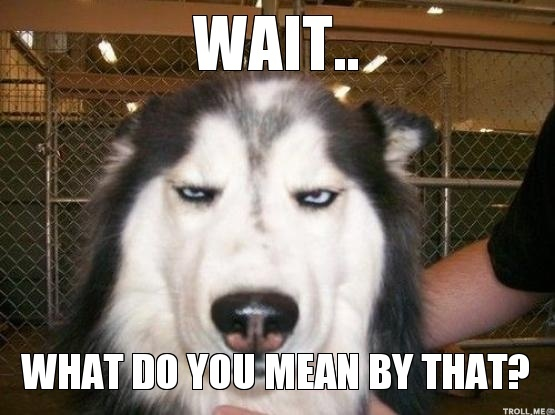 WAIT..
WHAT DO YOU MEAN BY THAT?
TROLL.ME